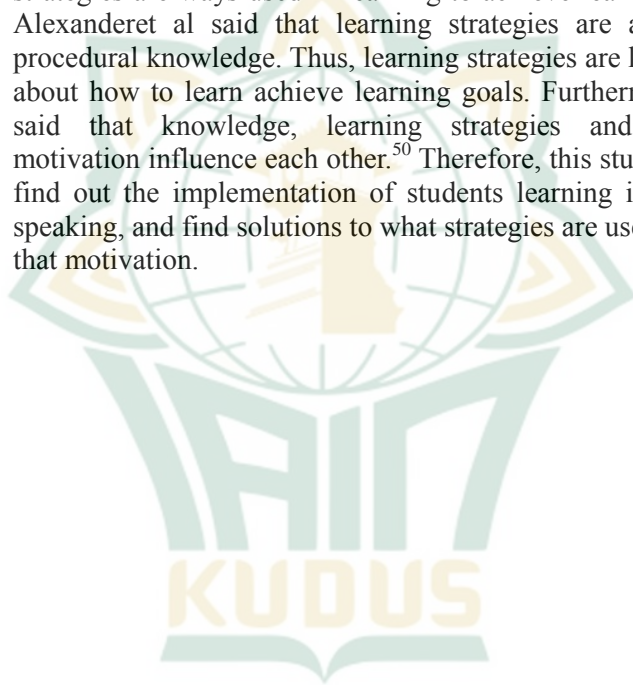 Alexanderet al said that learning strategies are a
procedural knowledge. Thus, learning strategies are
about how to learn achieve learning goals. Further
said that knowledge, learning strategies and
motivation influence each other.50 Therefore, this
find out the implementation of students learning
speaking, and find solutions to what strategies are
that motivation.
IAIN
KUDUS